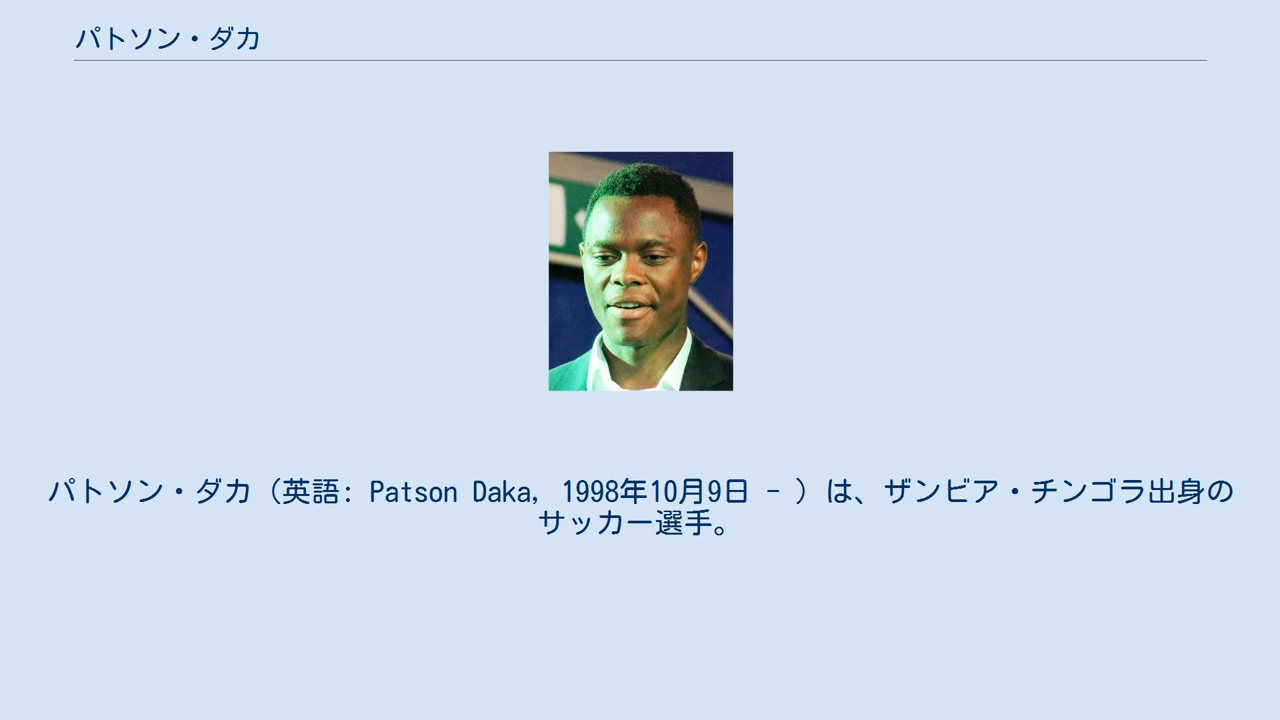 パトソン・ダカ
パトソン・ダカ（英語: Patson Daka, 1998年10月9日 - ）は、ザンビア・チンゴラ出身の
サッカー選手。